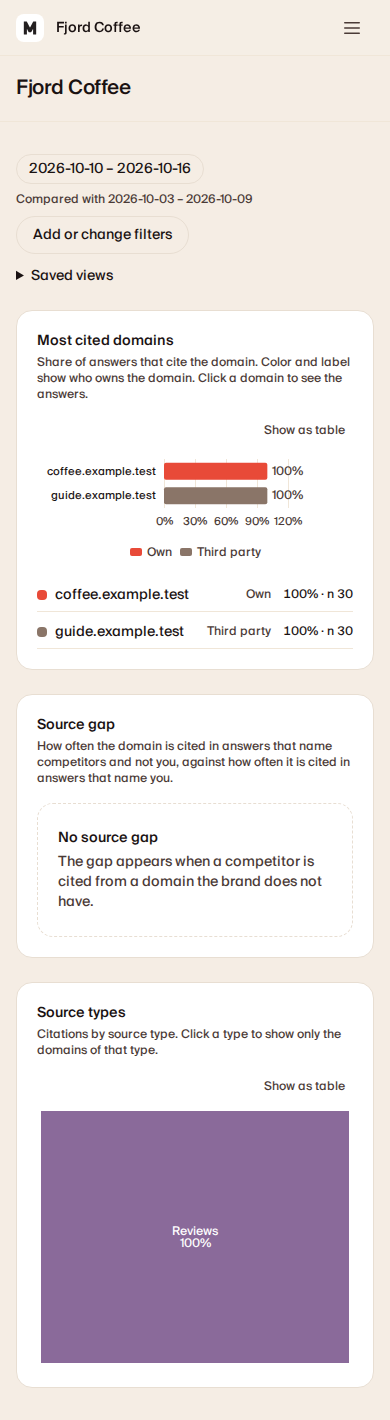 M Fjord Coffee
Fjord Coffee
2026-10-10 – 2026-10-16
Compared with 2026-10-03 – 2026-10-09
Add or change filters
Saved views
Most cited domains
Share of answers that cite the domain. Color and label
show who owns the domain. Click a domain to see the
answers.
Show as table
coffee.example.test 100%
guide.example.test 100%
0% 30% 60% 90% 120%
Own Third party
coffee.example.test Own 100% · n 30
guide.example.test Third party 100% · n 30
Source gap
How often the domain is cited in answers that name
competitors and not you, against how often it is cited in
answers that name you.
No source gap
The gap appears when a competitor is
cited from a domain the brand does not
have.
Source types
Citations by source type. Click a type to show only the
domains of that type.
Show as table
Reviews
100%